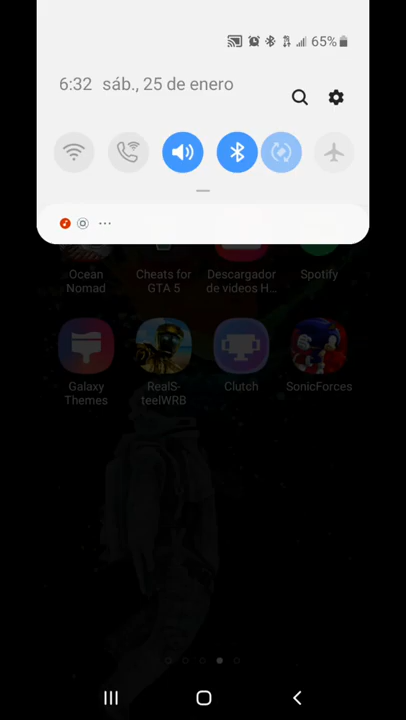 65%
6:32 sáb., 25 de enero
Ocean
Nomad
Cheats for
GTA 5
Descargador
de videos H...
Spotify
Galaxy
Themes
RealS-
teelWRB
Clutch
SonicForces